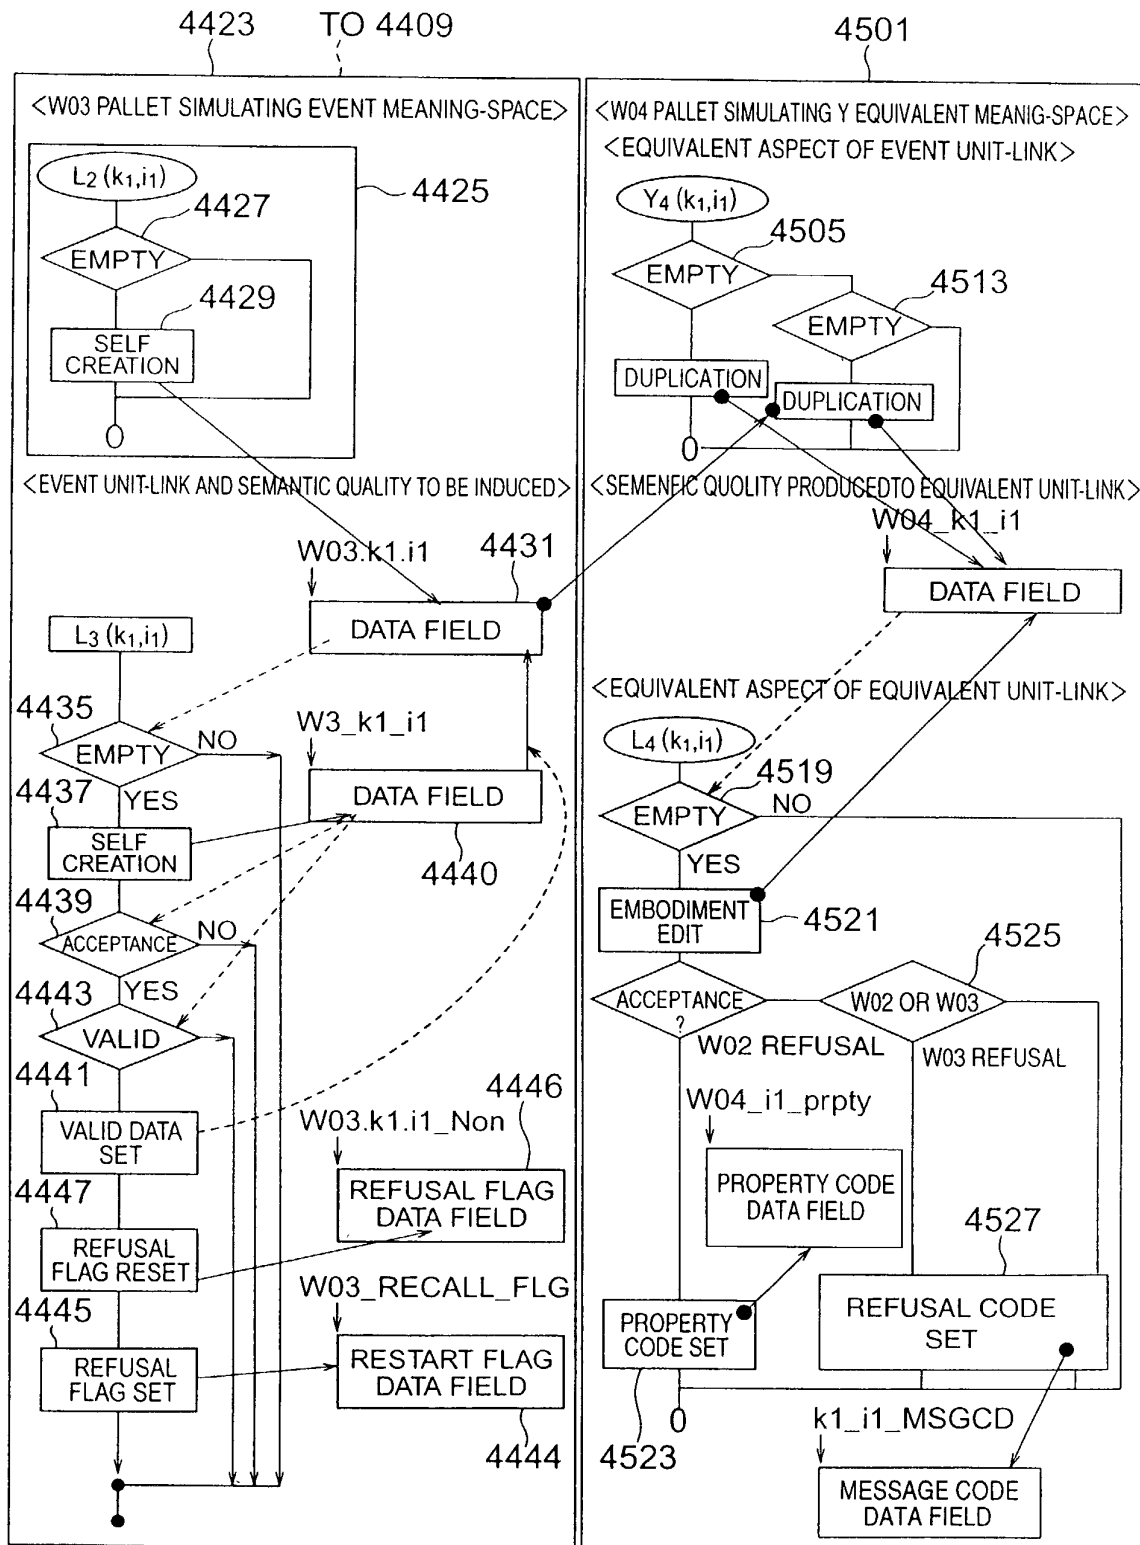 4423
TO 4409
4501
<W03 PALLET SIMULATING EVENT MEANING-SPACE>
L2 (k1,i1)
4427
4425
EMPTY
4429
SELF
CREATION
0
<EVENT UNIT-LINK AND SEMANTIC QUALITY TO BE INDUCED>
W03.k1.i1
4431
DATA FIELD
L3 (k1,i1)
4435
EMPTY
NO
YES
W3_k1_i1
DATA FIELD
4440
4437
SELF
CREATION
4439
ACCEPTANCE
NO
YES
4443
VALID
4441
VALID DATA
SET
4446
W03.k1.i1_Non
REFUSAL FLAG
DATA FIELD
4447
REFUSAL
FLAG RESET
W03_RECALL_FLG
4445
REFUSAL
FLAG SET
RESTART FLAG
DATA FIELD
4444
<W04 PALLET SIMULATING Y EQUIVALENT MEANIG-SPACE>
<EQUIVALENT ASPECT OF EVENT UNIT-LINK>
Y4 (k1,i1)
4505
EMPTY
4513
EMPTY
DUPLICATION
DUPLICATION
0
<SEMENFIC QUOLITY PRODUCEDTO EQUIVALENT UNIT-LINK>
W04_k1_i1
DATA FIELD
<EQUIVALENT ASPECT OF EQUIVALENT UNIT-LINK>
L4 (k1,i1)
4519
EMPTY
NO
YES
EMBODIMENT
EDIT
4521
4525
ACCEPTANCE
?
W02 OR W03
W02 REFUSAL
W03 REFUSAL
W04_i1_prpty
PROPERTY CODE
DATA FIELD
4527
PROPERTY
CODE SET
REFUSAL CODE
SET
0
4523
k1_i1_MSGCD
MESSAGE CODE
DATA FIELD